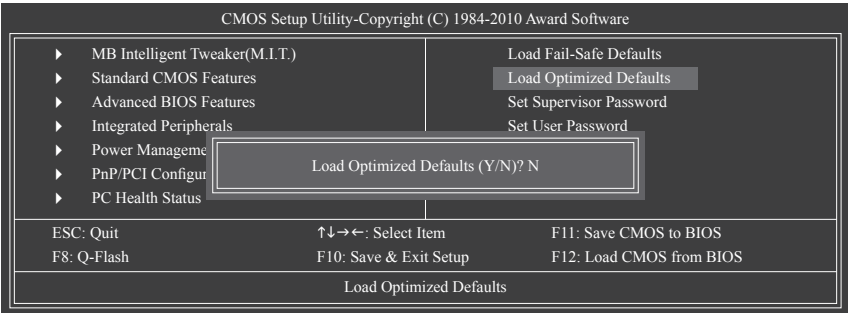 CMOS Setup Utility-Copyright (C) 1984-2010 Award Software
MB Intelligent Tweaker(M.I.T.)
Standard CMOS Features
Advanced BIOS Features
Integrated Peripherals
Power Manageme
PnP/PCI Configur
PC Health Status
Load Fail-Safe Defaults
Load Optimized Defaults
Set Supervisor Password
Set User Password
Load Optimized Defaults (Y/N)? N
ESC: Quit ↑↓→←: Select Item F11: Save CMOS to BIOS
F8: Q-Flash F10: Save & Exit Setup F12: Load CMOS from BIOS
Load Optimized Defaults